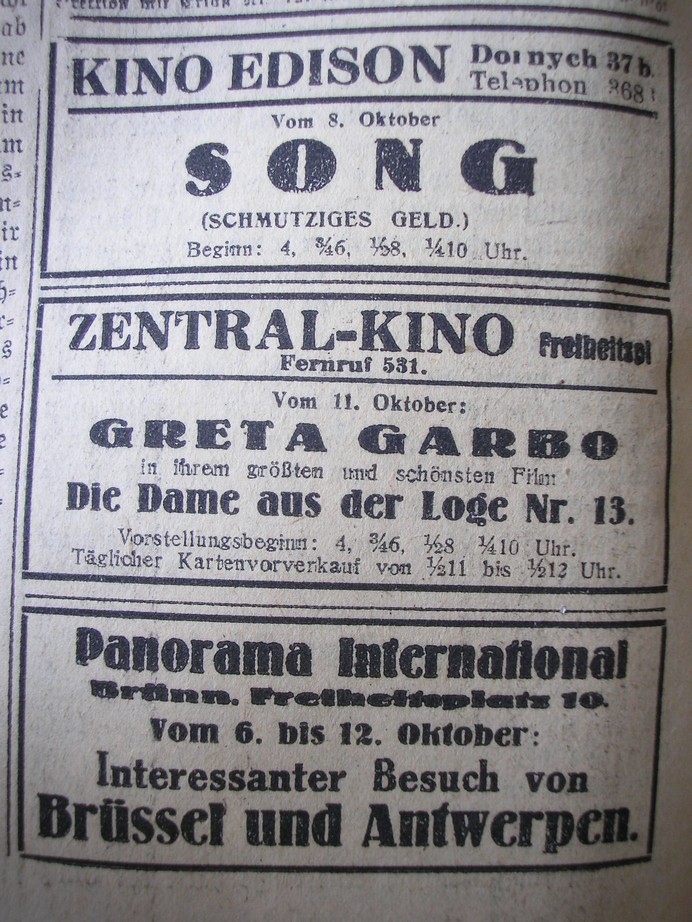 KINO EDISON
Dornych 37 b.
Telephon
Vom 8. Oktober
SONG
(SCHMUTZIGES GELD.)
Beginn: 4, ¾6, ½8, ¼10 Uhr.
ZENTRAL-KINO Freiheitspl
Fernruf 531.
Vom 11. Oktober:
GRETA GARBO
in ihrem größten und schönsten Film
Die Dame aus der Loge Nr. 13.
Vorstellungsbeginn: 4, ¾6, ½8 ¼10 Uhr.
Täglicher Kartenvorverkauf von ½11 bis ½12 Uhr.
Panorama International
Brünn, Freiheitsplatz 10.
Vom 6. bis 12. Oktober:
Interessanter Besuch von
Brüssel und Antwerpen.